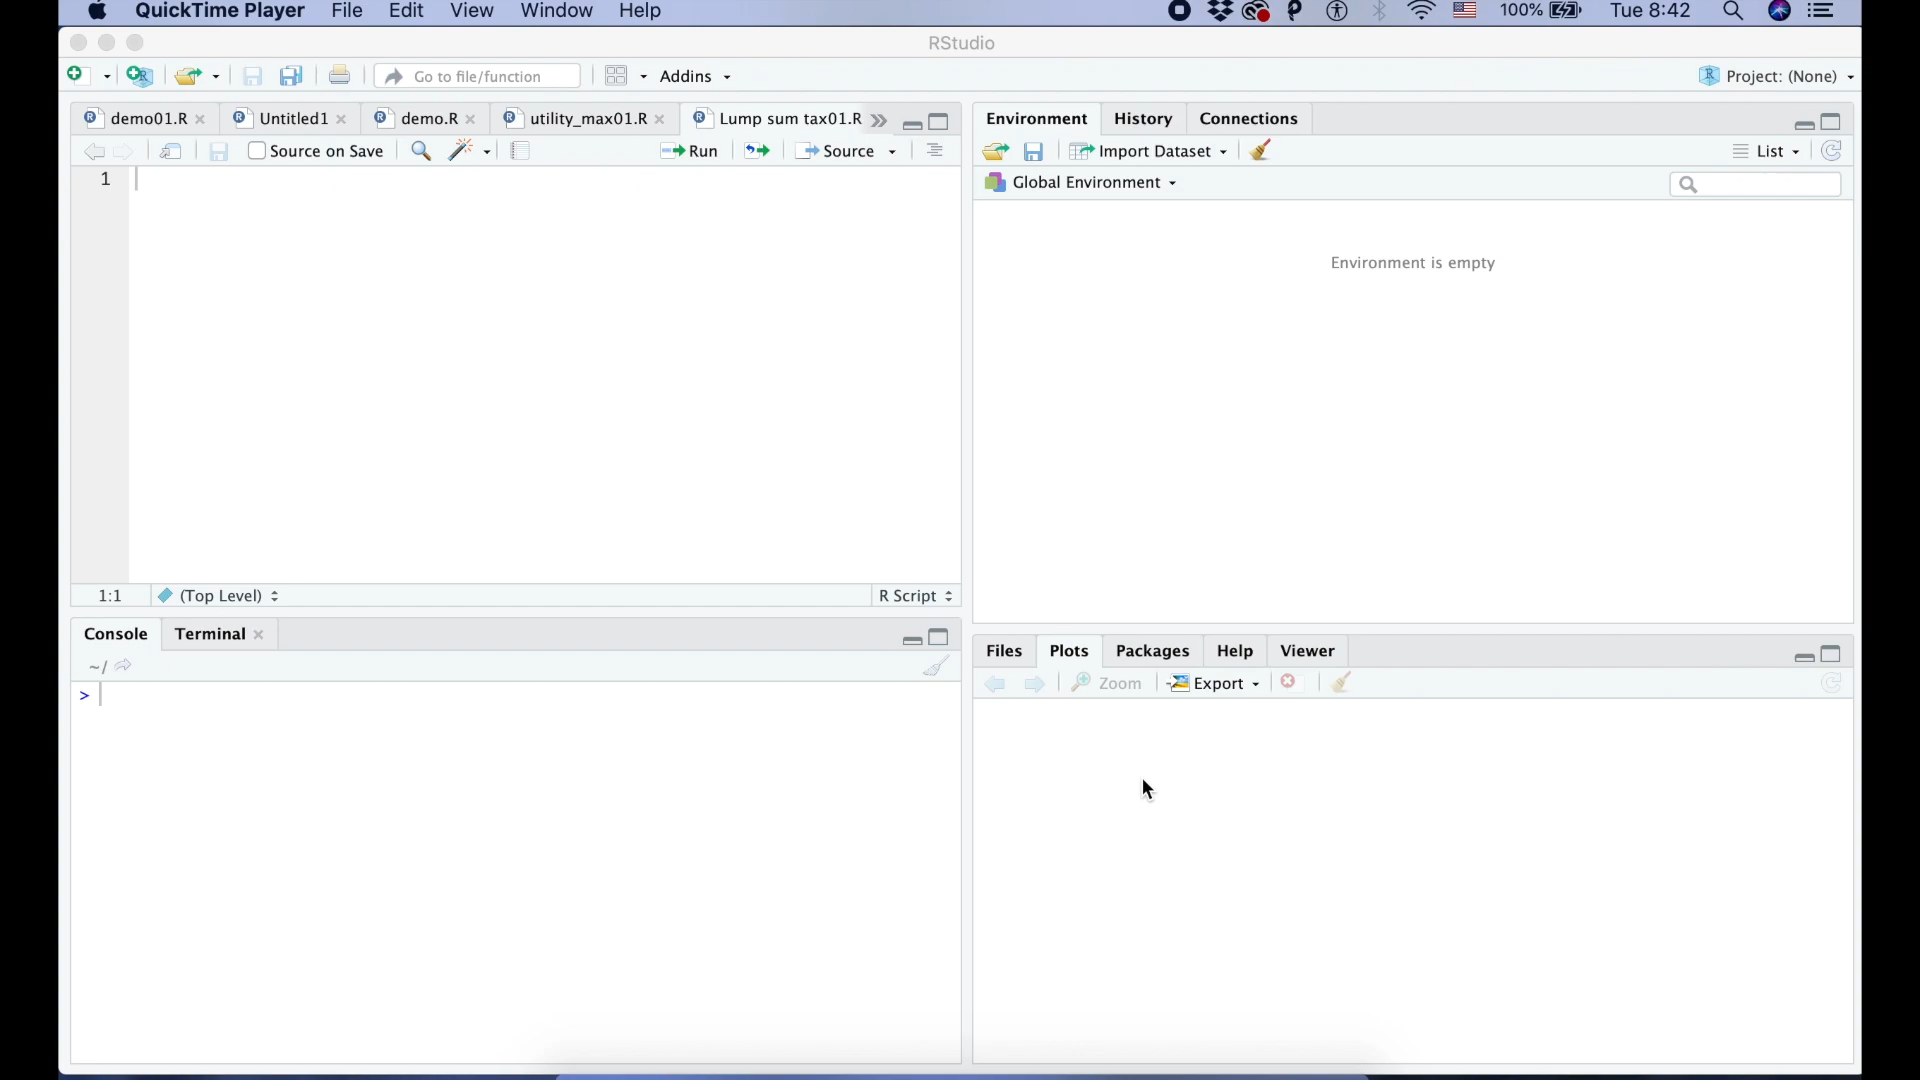 QuickTime Player File Edit View Window Help 100% Tue 8:42
RStudio
Go to file/function Addins Project: (None)
demo01.R Untitled1 demo.R utility_max01.R Lump sum tax01.R
Source on Save Run Source
1
1:1 (Top Level) R Script
Console Terminal
~/
>
Environment History Connections
Import Dataset List
Global Environment
Environment is empty
Files Plots Packages Help Viewer
Zoom Export